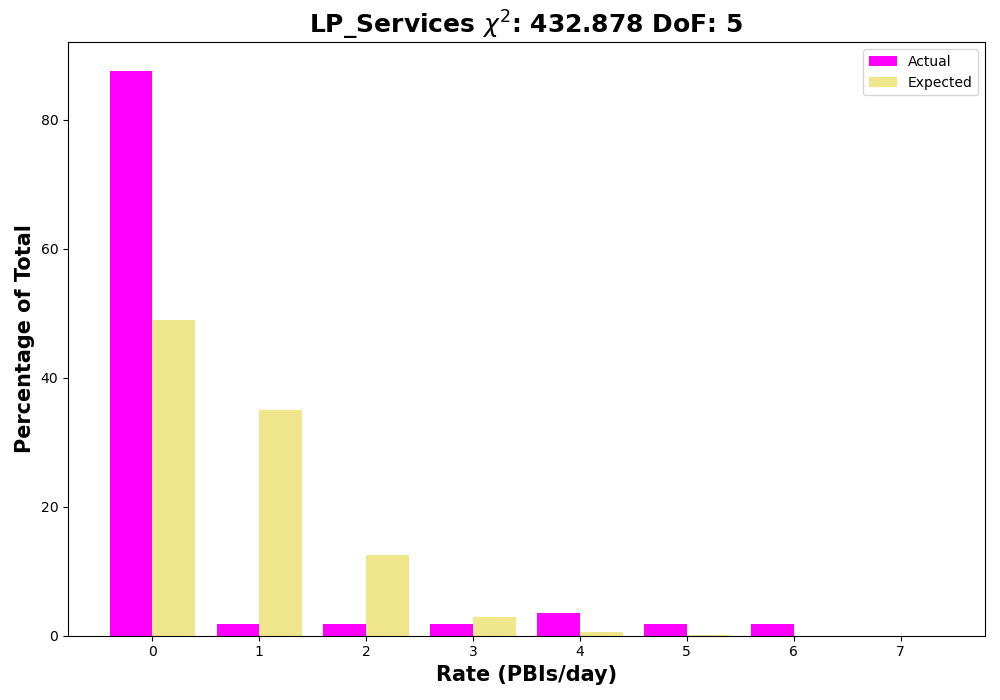 LP_Services χ²: 432.878 DoF: 5
Actual
Expected
Percentage of Total
80
60
40
20
0
0 1 2 3 4 5 6 7
Rate (PBIs/day)